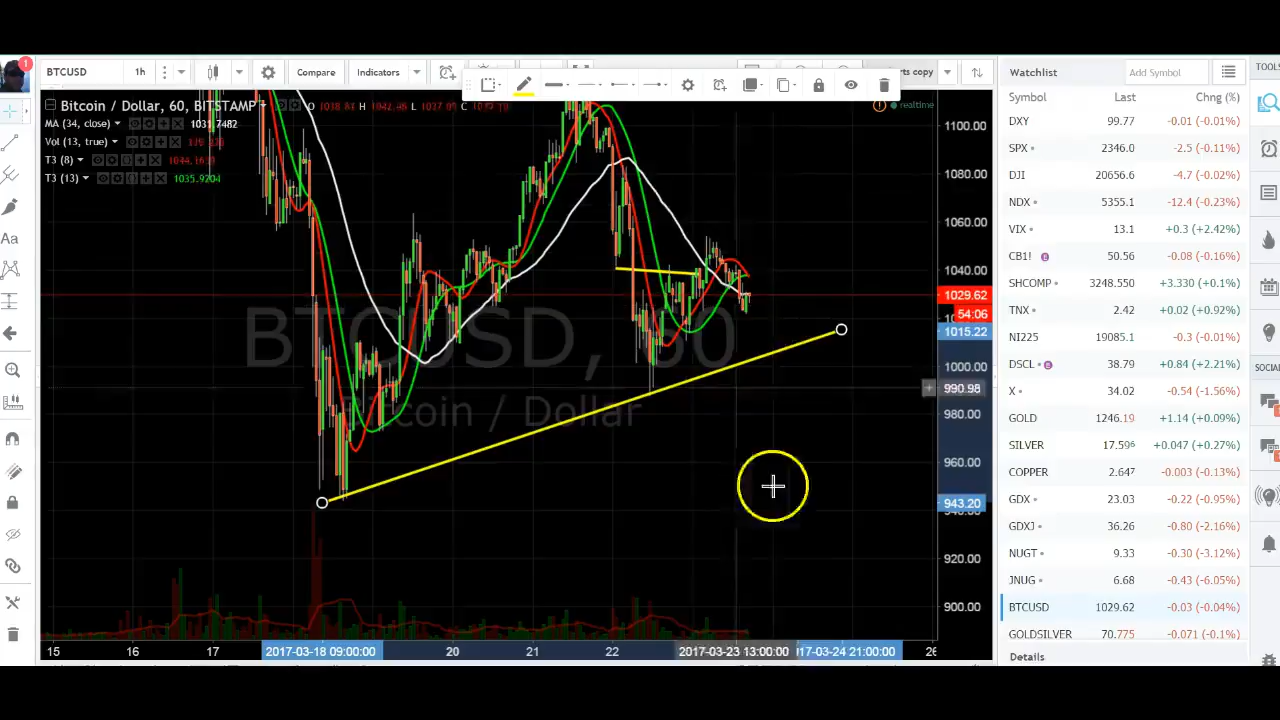 1
BTCUSD 1h Compare Indicators
Bitcoin / Dollar, 60, BITSTAMP
MA (34, close) 1031.7482
Vol (13, true)
T3 (8)
T3 (13) 1035.9204
rts copy
realtime
BTCUSD, 60
Bitcoin / Dollar
1100.00
1080.00
1060.00
1040.00
1029.62
54:06
1015.22
1000.00
990.98
980.00
960.00
943.20
920.00
900.00
15 16 17 2017-03-18 09:00:00 20 21 22 2017-03-23 13:00:00 17-03-24 21:00:00
Watchlist Add Symbol
Symbol Last Chng (%)
DXY 99.77 -0.01 (-0.01%)
SPX 2346.0 -2.5 (-0.11%)
DJI 20656.6 -4.7 (-0.02%)
NDX 5355.1 -12.4 (-0.23%)
VIX 13.1 +0.3 (+2.42%)
CB1! 50.56
SHCOMP 3248.550 +3.330 (+0.1%)
TNX 2.42 +0.02 (+0.92%)
NI225 19085.1 -0.3 (-0.01%)
DSCL 38.79 +0.84 (+2.21%)
X 34.02 -0.54 (-1.56%)
GOLD 1246.19 +1.14 (+0.09%)
SILVER 17.596 +0.047 (+0.27%)
COPPER 2.647 -0.003 (-0.13%)
GDX 23.03 -0.22 (-0.95%)
GDXJ 36.26 -0.80 (-2.16%)
NUGT 9.33 -0.30 (-3.12%)
JNUG 6.68 -0.43 (-6.05%)
BTCUSD 1029.62 -0.03 (-0.04%)
GOLDSILVER 70.775 -0.071 (-0.1%)
Details
TOOLS
SOCIAL
Aa